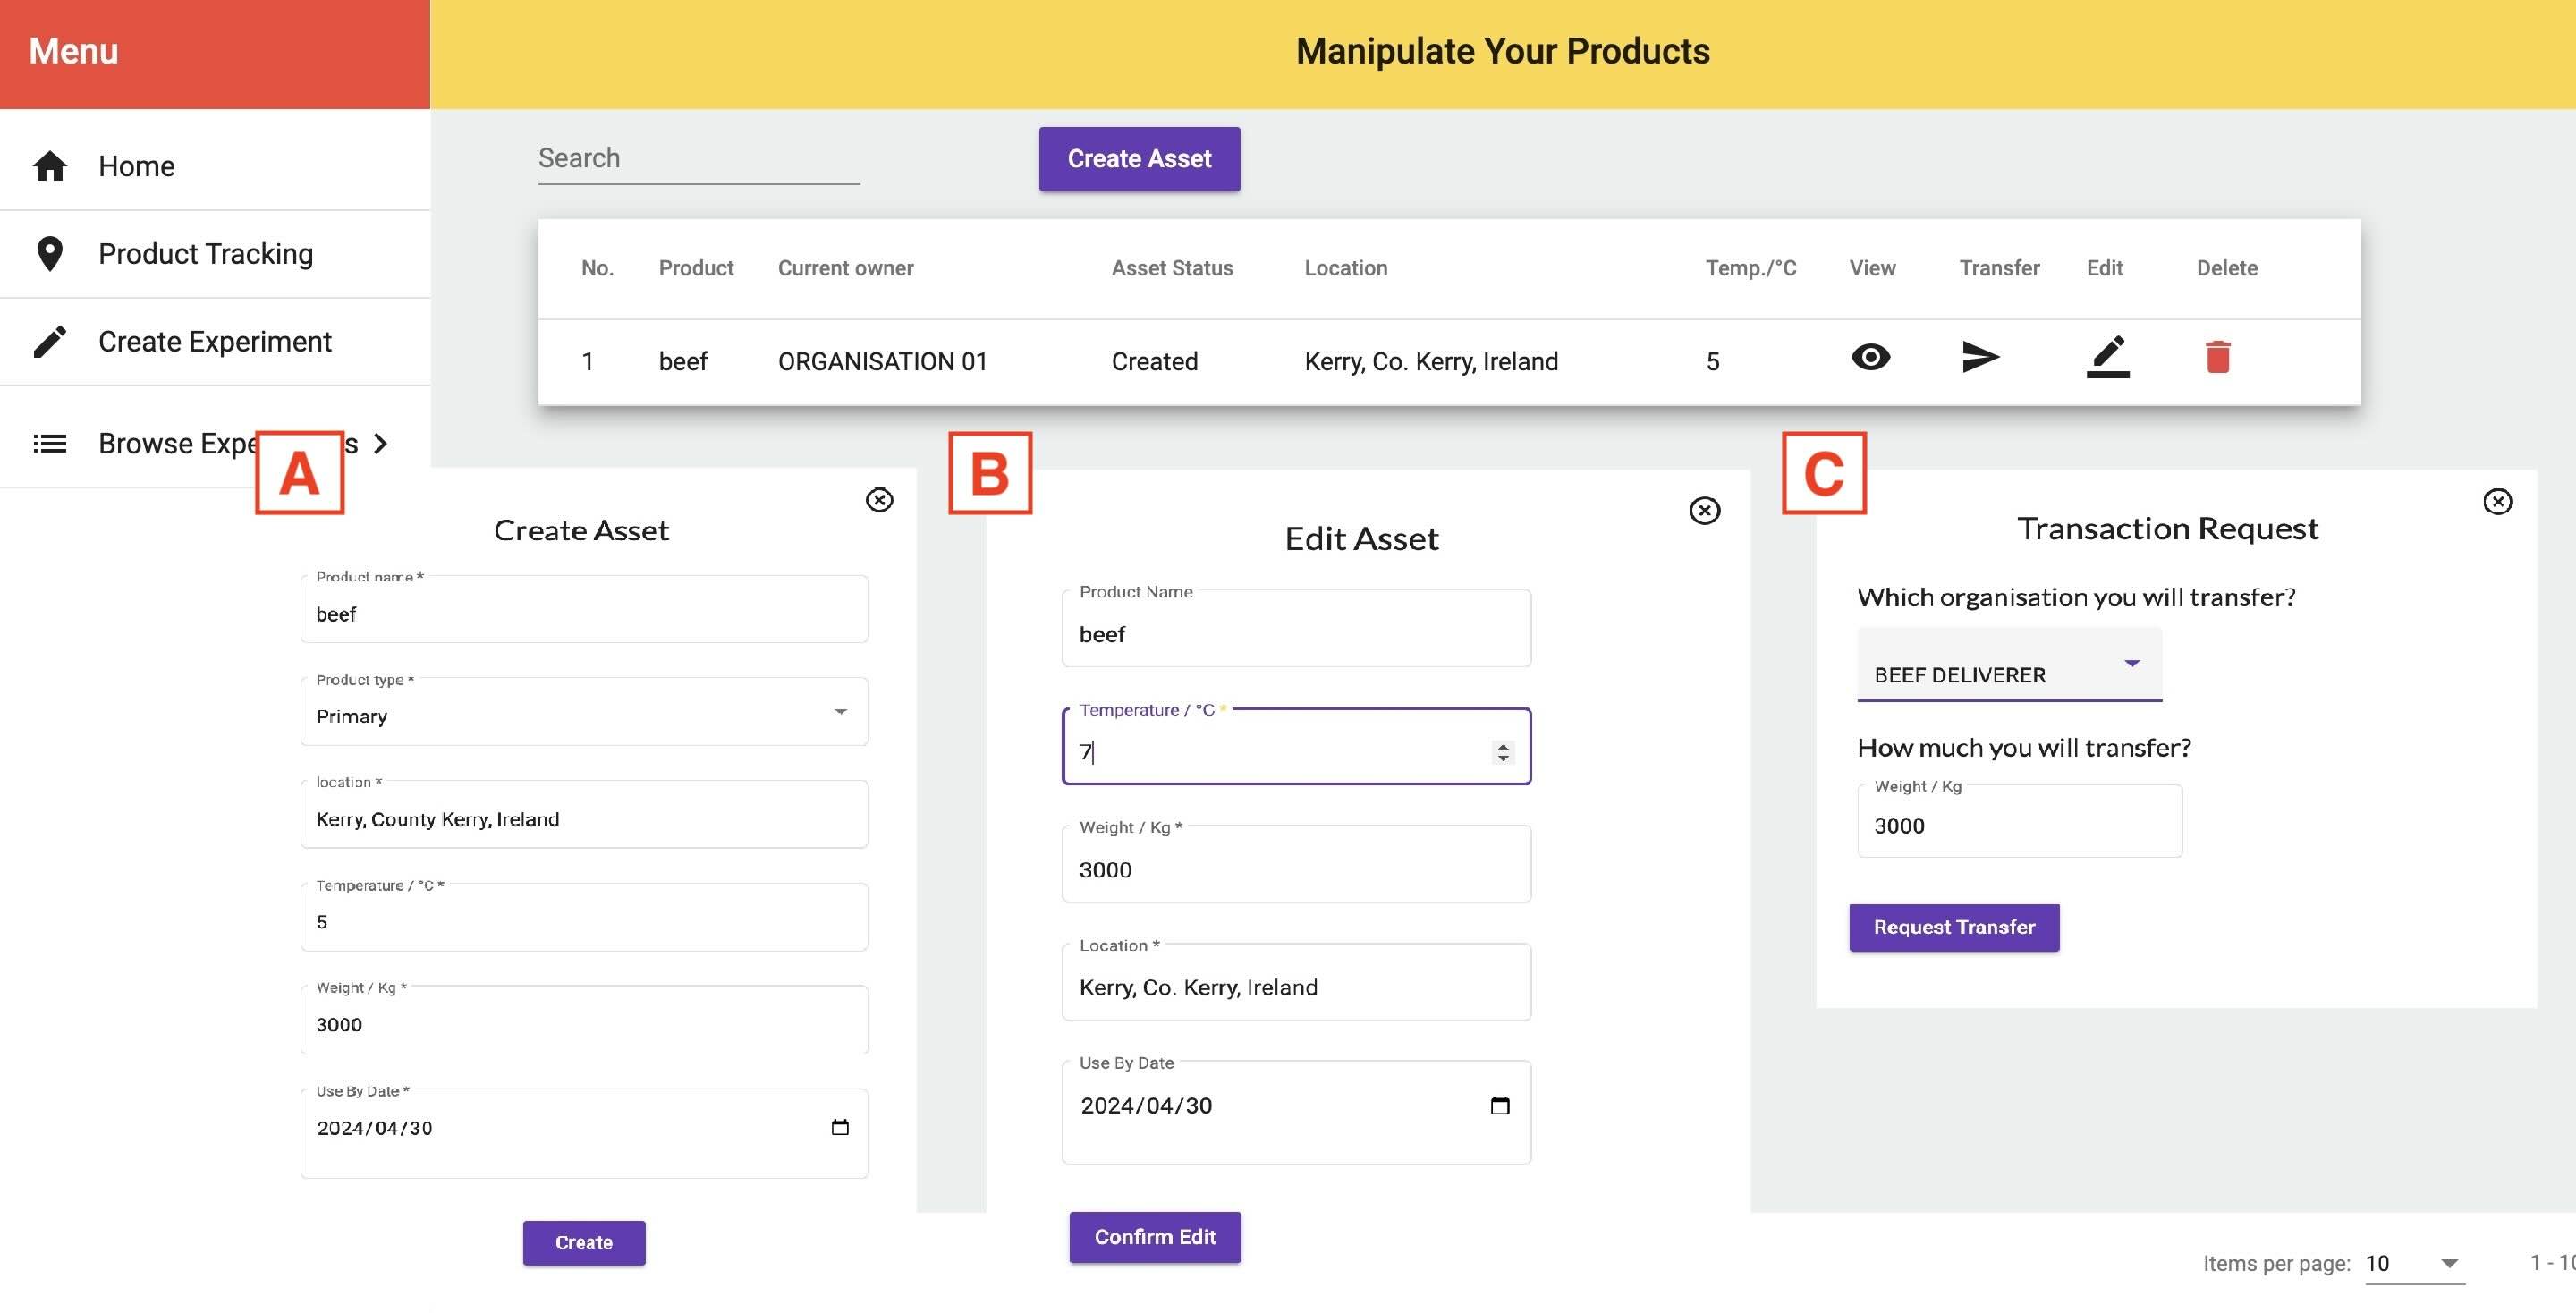 Menu
Manipulate Your Products
Home
Product Tracking
Create Experiment
Browse Expe s
Search
Create Asset
No. Product Current owner Asset Status Location Temp./°C View Transfer Edit Delete
1 beef ORGANISATION 01 Created Kerry, Co. Kerry, Ireland 5
A
Create Asset
Product name *
beef
Product type *
Primary
location *
Kerry, County Kerry, Ireland
Temperature / °C *
5
Weight / Kg *
3000
Use By Date *
2024/04/30
Create
B
Edit Asset
Product Name
beef
Temperature / °C *
7
Weight / Kg *
3000
Location *
Kerry, Co. Kerry, Ireland
Use By Date
2024/04/30
Confirm Edit
C
Transaction Request
Which organisation you will transfer?
BEEF DELIVERER
How much you will transfer?
Weight / Kg
3000
Request Transfer
Items per page: 10 1 - 10